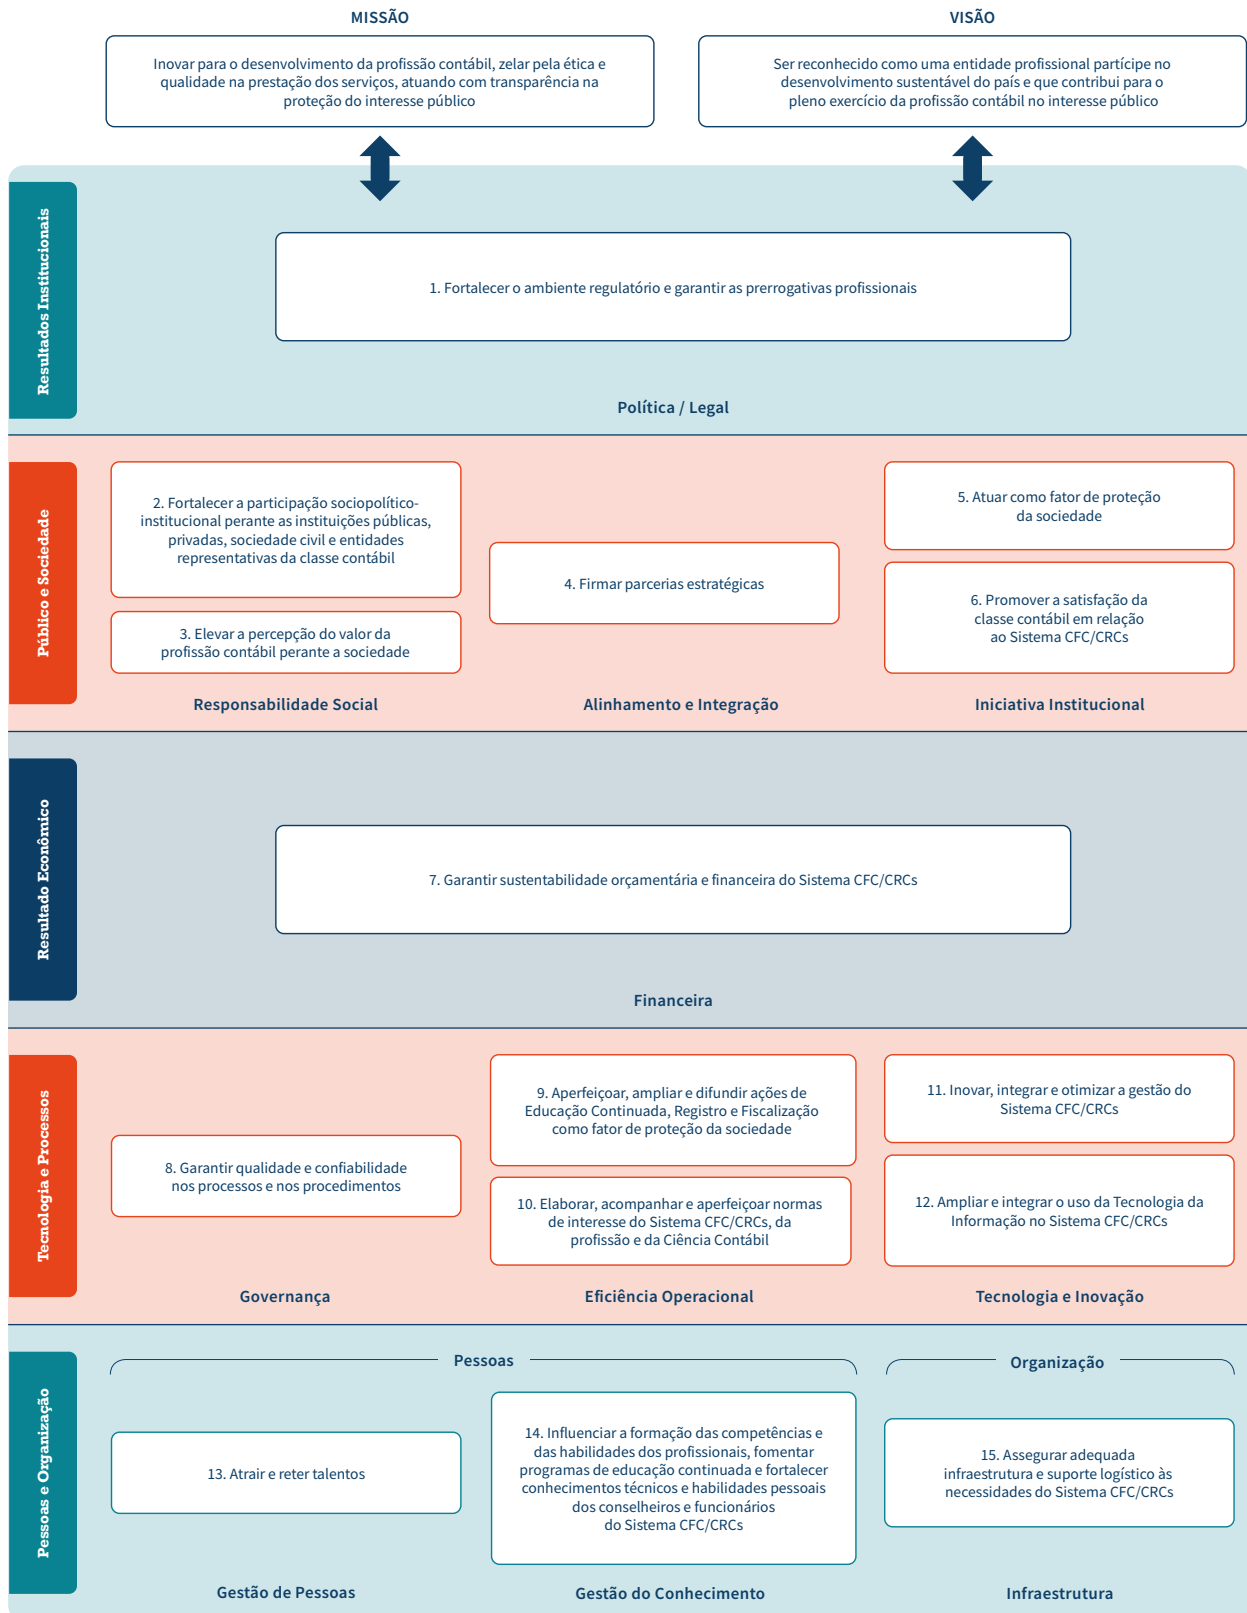 MISSÃO
Inovar para o desenvolvimento da profissão contábil, zelar pela ética e
qualidade na prestação dos serviços, atuando com transparência na
proteção do interesse público
VISÃO
Ser reconhecido como uma entidade profissional partícipe no
desenvolvimento sustentável do país e que contribui para o
pleno exercício da profissão contábil no interesse público
Resultados Institucionais
1. Fortalecer o ambiente regulatório e garantir as prerrogativas profissionais
Política / Legal
Público e Sociedade
2. Fortalecer a participação sociopolítico-
institucional perante as instituições públicas,
privadas, sociedade civil e entidades
representativas da classe contábil
3. Elevar a percepção do valor da
profissão contábil perante a sociedade
Responsabilidade Social
4. Firmar parcerias estratégicas
Alinhamento e Integração
5. Atuar como fator de proteção
da sociedade
6. Promover a satisfação da
classe contábil em relação
ao Sistema CFC/CRCs
Iniciativa Institucional
Resultado Econômico
7. Garantir sustentabilidade orçamentária e financeira do Sistema CFC/CRCs
Financeira
Tecnologia e Processos
8. Garantir qualidade e confiabilidade
nos processos e nos procedimentos
Governança
9. Aperfeiçoar, ampliar e difundir ações de
Educação Continuada, Registro e Fiscalização
como fator de proteção da sociedade
10. Elaborar, acompanhar e aperfeiçoar normas
de interesse do Sistema CFC/CRCs, da
profissão e da Ciência Contábil
Eficiência Operacional
11. Inovar, integrar e otimizar a gestão do
Sistema CFC/CRCs
12. Ampliar e integrar o uso da Tecnologia da
Informação no Sistema CFC/CRCs
Tecnologia e Inovação
Pessoas e Organização
Pessoas
13. Atrair e reter talentos
Gestão de Pessoas
14. Influenciar a formação das competências e
das habilidades dos profissionais, fomentar
programas de educação continuada e fortalecer
conhecimentos técnicos e habilidades pessoais
dos conselheiros e funcionários
do Sistema CFC/CRCs
Gestão do Conhecimento
Organização
15. Assegurar adequada
infraestrutura e suporte logístico às
necessidades do Sistema CFC/CRCs
Infraestrutura